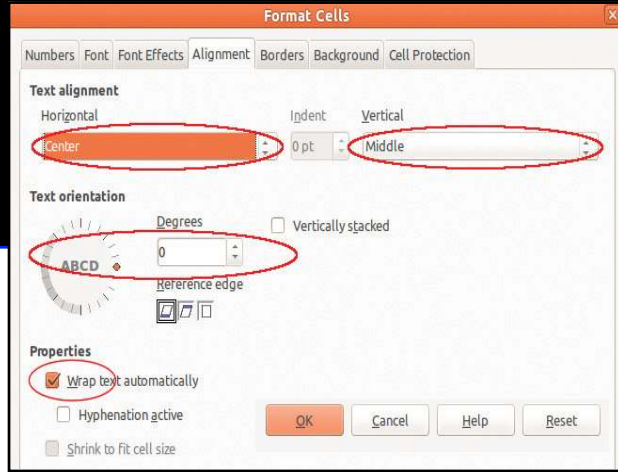 Format Cells
Numbers Font Font Effects Alignment Borders Background Cell Protection
Text alignment
Horizontal Indent Vertical
Center 0 pt Middle
Text orientation
Degrees
Vertically stacked
0
ABCD
Reference edge
Properties
Wrap text automatically
Hyphenation active
OK Cancel Help Reset
Shrink to fit cell size